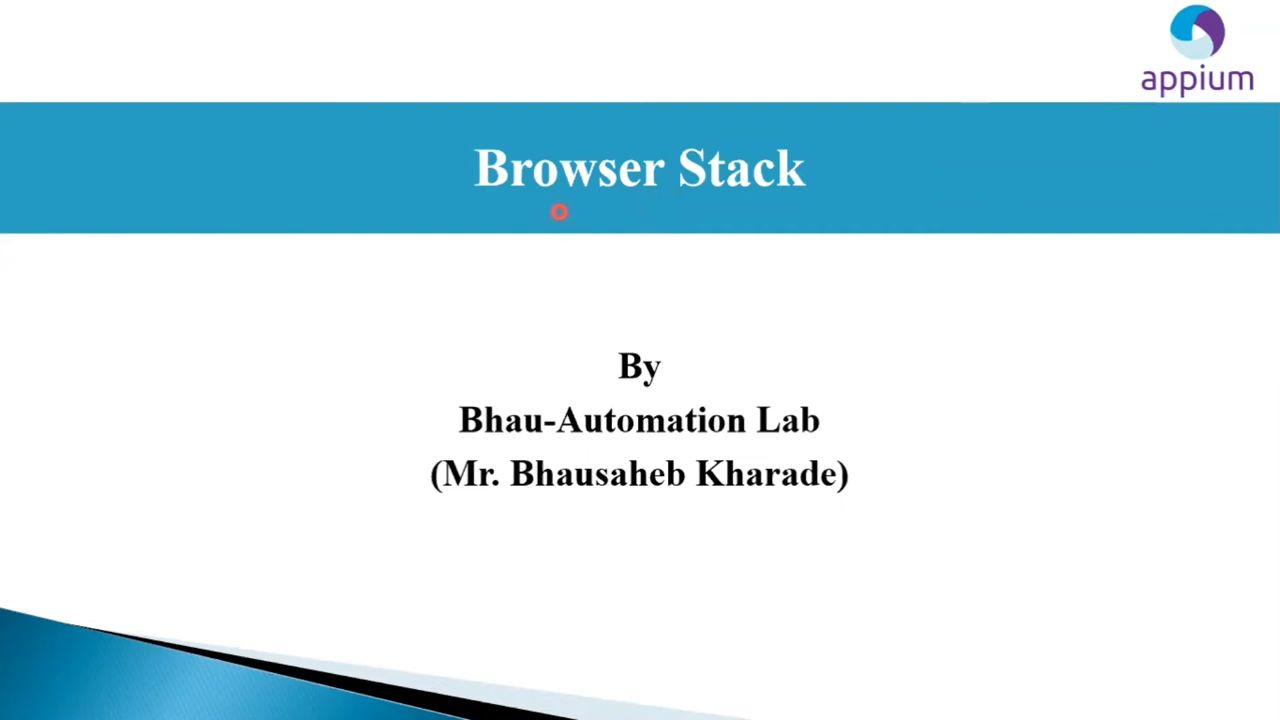 appium
Browser Stack
By
Bhau-Automation Lab
(Mr. Bhausaheb Kharade)